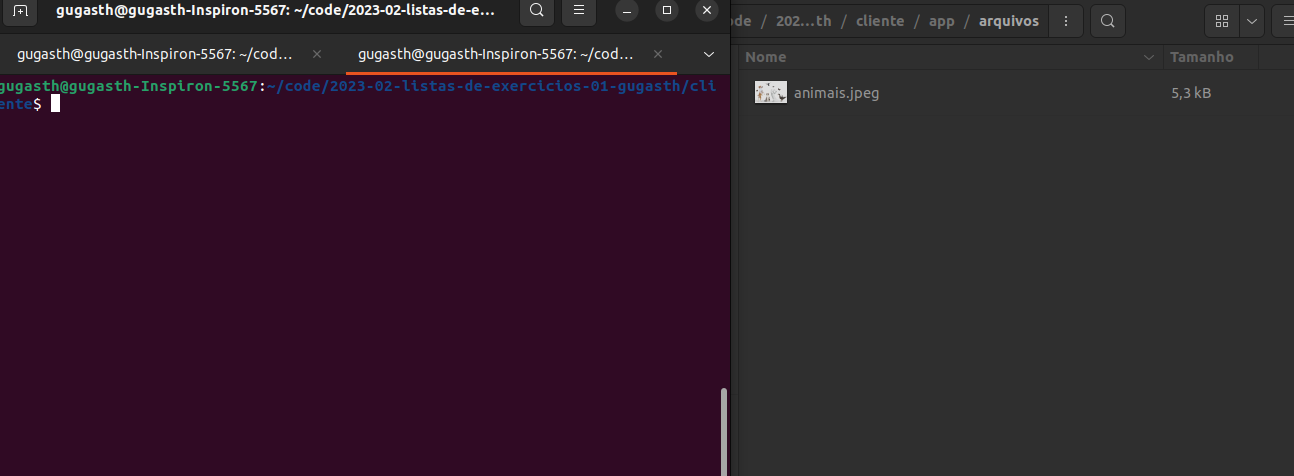 gugasth@gugasth-Inspiron-5567: ~/code/2023-02-listas-de-e...
gugasth@gugasth-Inspiron-5567: ~/cod... ×
gugasth@gugasth-Inspiron-5567: ~/cod... ×
gugasth@gugasth-Inspiron-5567:~/code/2023-02-listas-de-exercicios-01-gugasth/cli
ente$
ode / 202...th / cliente / app / arquivos
Nome Tamanho
animais.jpeg 5,3 kB